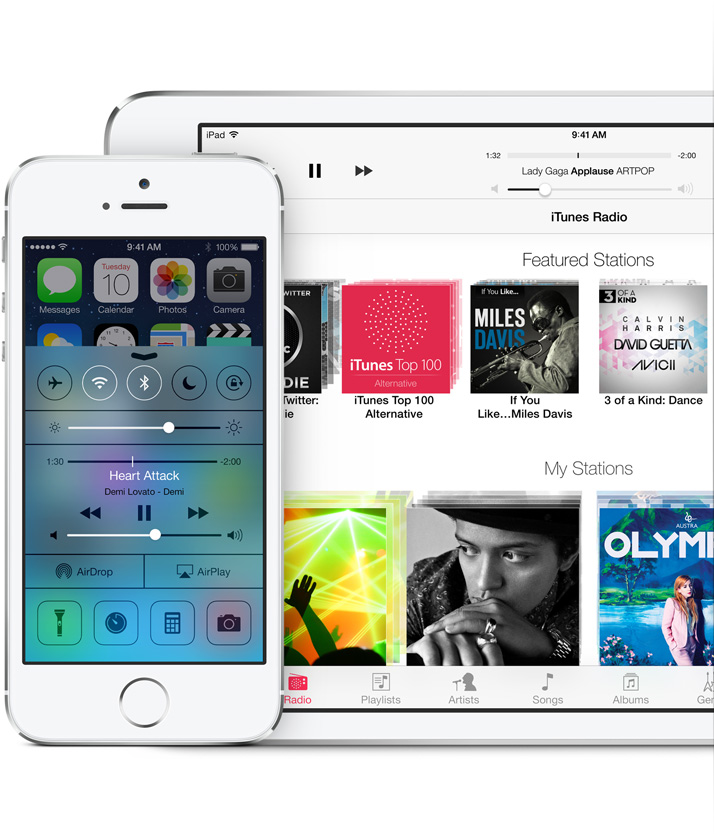 iPad
9:41 AM
1:32
-2:00
Lady Gaga Applause ARTPOP
iTunes Radio
Featured Stations
WITTER
DIE
iTunes Top 100
Alternative
If You Like...
MILES
DAVIS
3 OF A
KIND
CALVIN
HARRIS
DAVID GUETTA
AVICII
Twitter:
ie
iTunes Top 100
Alternative
If You
Like...Miles Davis
3 of a Kind: Dance
My Stations
AUSTRA
OLYMPI
Radio
Playlists
Artists
Songs
Albums
Gen
9:41 AM
100%
Messages
Tuesday
10
Calendar
Photos
Camera
1:30
-2:00
Heart Attack
Demi Lovato - Demi
AirDrop
AirPlay